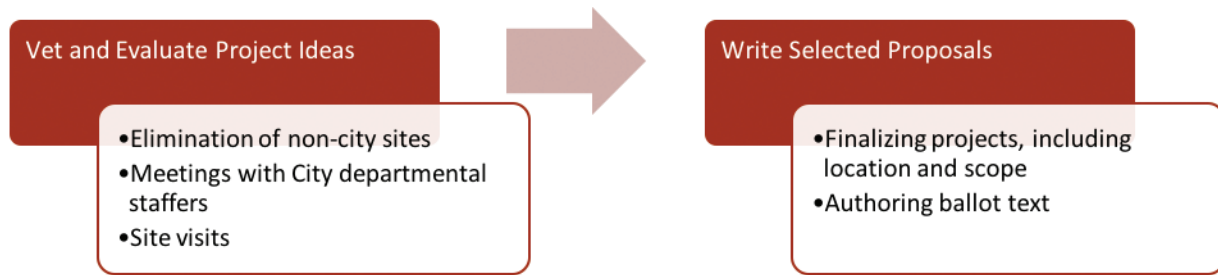 Vet and Evaluate Project Ideas
•Elimination of non-city sites
•Meetings with City departmental
staffers
•Site visits
Write Selected Proposals
•Finalizing projects, including
location and scope
•Authoring ballot text